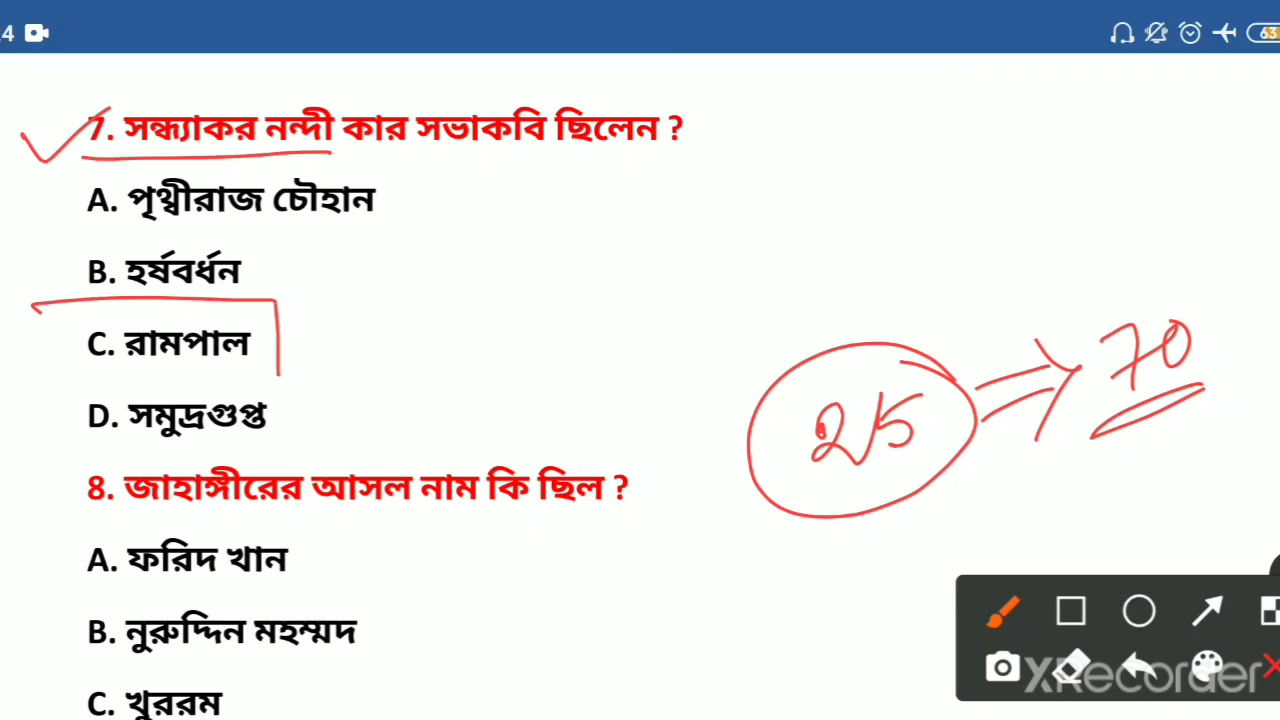 4
63
7. সন্ধ্যাকর নন্দী কার সভাকবি ছিলেন ?
A. পৃথ্বীরাজ চৌহান
B. হর্ষবর্ধন
C. রামপাল
D. সমুদ্রগুপ্ত
25 ⇒ 70
8. জাহাঙ্গীরের আসল নাম কি ছিল ?
A. ফরিদ খান
B. নুরুদ্দিন মহম্মদ
C. খুররম
XRecorder